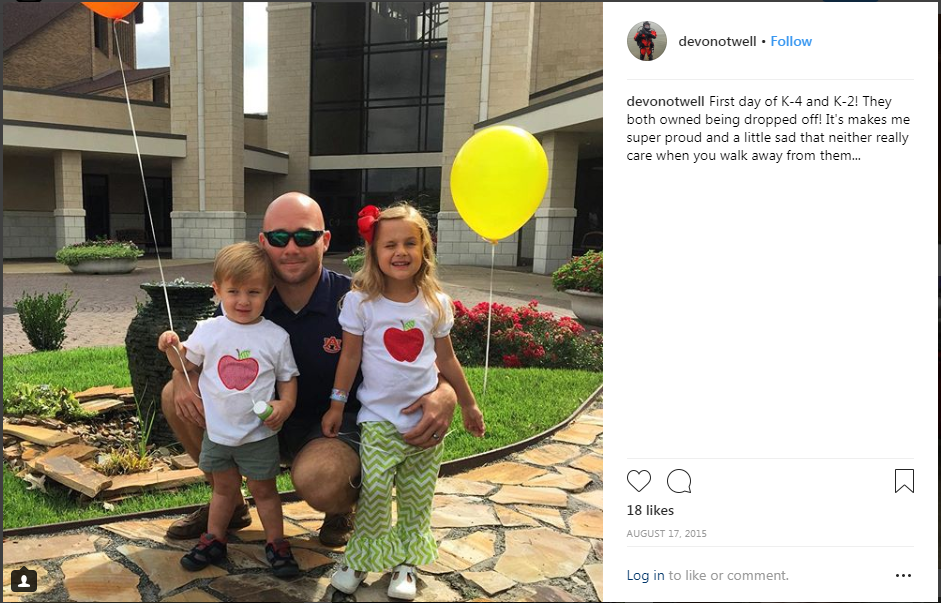 devonotwell • Follow
devonotwell First day of K-4 and K-2! They
both owned being dropped off! It's makes me
super proud and a little sad that neither really
care when you walk away from them...
AU
18 likes
AUGUST 17, 2015
Log in to like or comment.